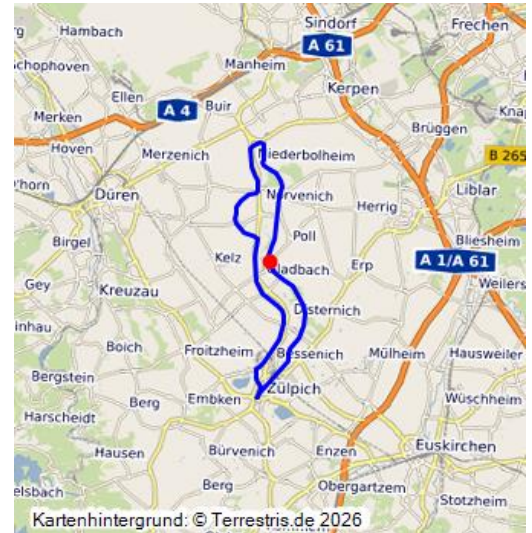 Sindorf
Frechen
Hambach
A 61
Schophoven
Manheim
Ellen
Kerpen
Merken
A 4
Buir
Hoven
Merzenich
Niederbolheim
Brüggen
B 265
D'horn
Düren
Nörvenich
Liblar
Birgel
Herrig
Poll
Bliesheim
Gey
Kelz
Gladbach
Erp
A 1/A 61
Kreuzau
Weilers
Disternich
Boich
Froitzheim
Bessenich
Mülheim
Hausweiler
Bergstein
Berg
Embken
Zülpich
Wüschheim
Harscheidt
Hausen
Bürvenich
Enzen
Euskirchen
Berg
Obergartzem
Stotzheim
Kartenhintergrund: © Terrestris.de 2026